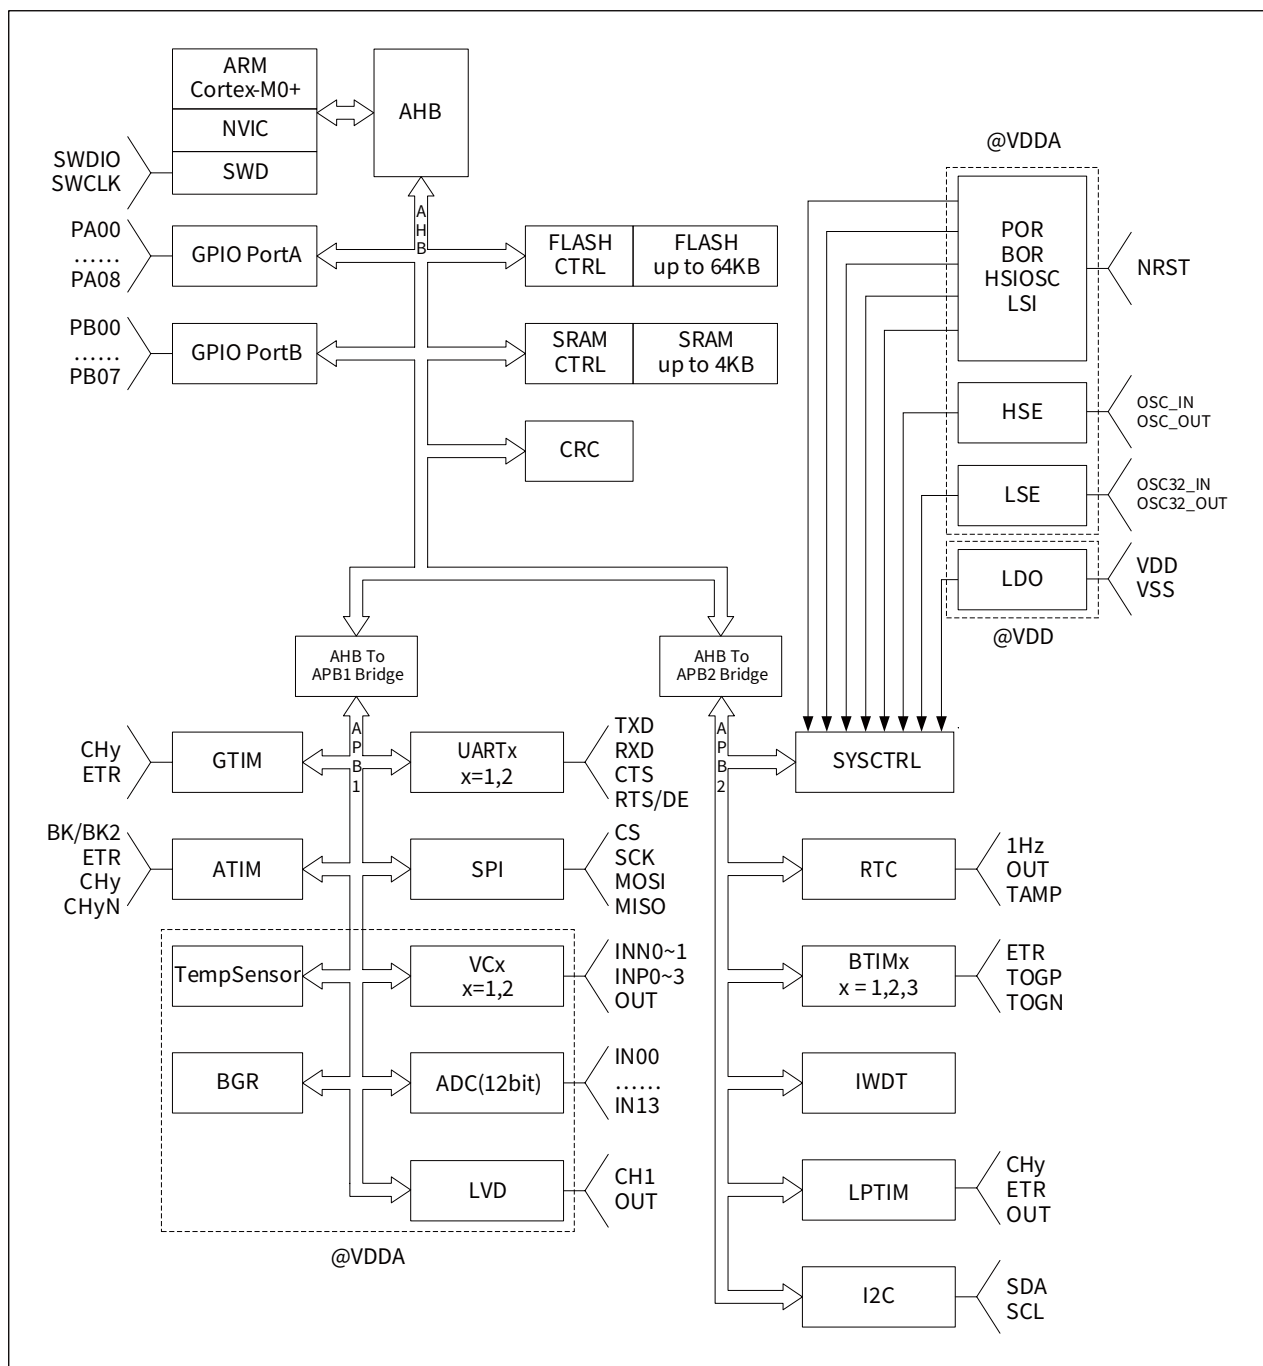 ARM
Cortex-M0+
NVIC
SWD
AHB
SWDIO
SWCLK
AHB
PA00
......
PA08
GPIO PortA
FLASH
CTRL
FLASH
up to 64KB
PB00
......
PB07
GPIO PortB
SRAM
CTRL
SRAM
up to 4KB
CRC
@VDDA
POR
BOR
HSIOSC
LSI
NRST
HSE
OSC_IN
OSC_OUT
LSE
OSC32_IN
OSC32_OUT
LDO
VDD
VSS
@VDD
AHB To
APB1 Bridge
AHB To
APB2 Bridge
APB1
CHy
ETR
GTIM
UARTx
x=1,2
TXD
RXD
CTS
RTS/DE
BK/BK2
ETR
CHy
CHyN
ATIM
SPI
CS
SCK
MOSI
MISO
TempSensor
VCx
x=1,2
INN0~1
INP0~3
OUT
BGR
ADC(12bit)
IN00
......
IN13
LVD
CH1
OUT
@VDDA
APB2
SYSCTRL
RTC
1Hz
OUT
TAMP
BTIMx
x = 1,2,3
ETR
TOGP
TOGN
IWDT
LPTIM
CHy
ETR
OUT
I2C
SDA
SCL